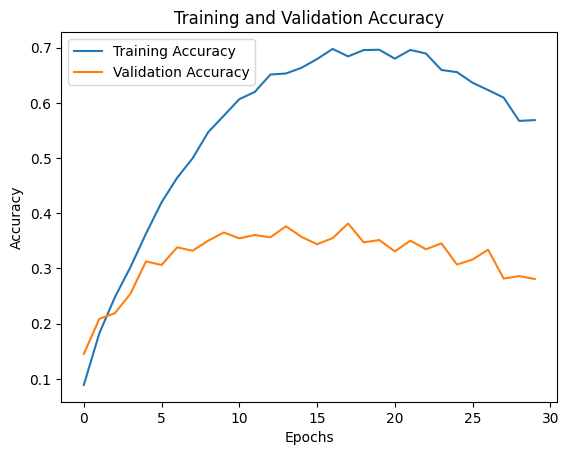 Training and Validation Accuracy
Training Accuracy
Validation Accuracy
0.7
0.6
0.5
0.4
0.3
0.2
0.1
Accuracy
0 5 10 15 20 25 30
Epochs